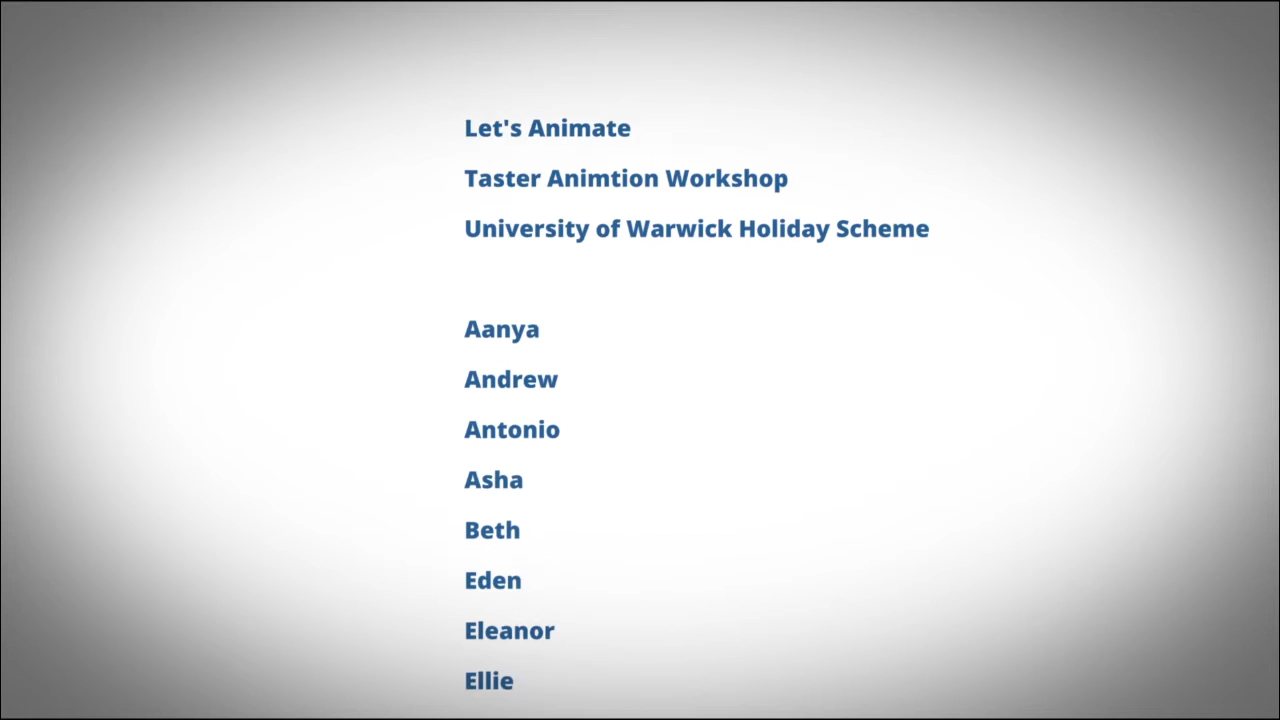 Let's Animate
Taster Animtion Workshop
University of Warwick Holiday Scheme
Aanya
Andrew
Antonio
Asha
Beth
Eden
Eleanor
Ellie